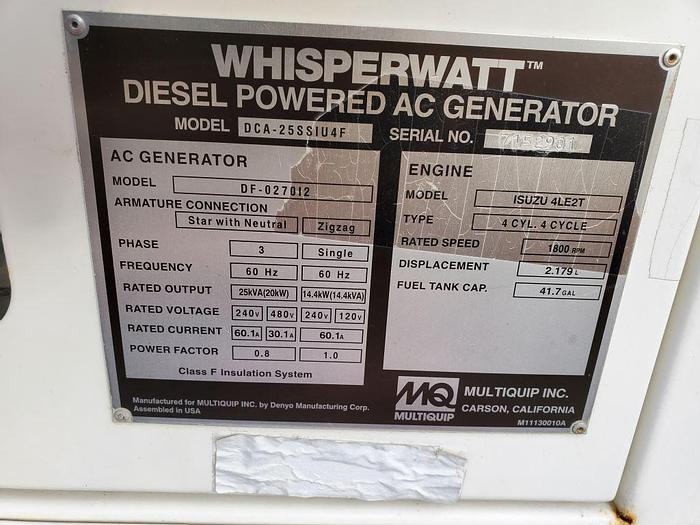 WHISPERWATT™
DIESEL POWERED AC GENERATOR
MODEL DCA-25SSIU4F SERIAL NO. 7152901
AC GENERATOR
MODEL DF-0270I2
ARMATURE CONNECTION
Star with Neutral Zigzag
PHASE 3 Single
FREQUENCY 60 Hz 60 Hz
RATED OUTPUT 25kVA(20kW) 14.4kW(14.4kVA)
RATED VOLTAGE 240V 480V 240V 120V
RATED CURRENT 60.1A 30.1A 60.1A
POWER FACTOR 0.8 1.0
Class F Insulation System
ENGINE
MODEL ISUZU 4LE2T
TYPE 4 CYL. 4 CYCLE
RATED SPEED 1800 RPM
DISPLACEMENT 2.179 L
FUEL TANK CAP. 41.7 GAL
Manufactured for MULTIQUIP INC. by Denyo Manufacturing Corp.
Assembled in USA
MQ
MULTIQUIP
MULTIQUIP INC.
CARSON, CALIFORNIA
M11130010A